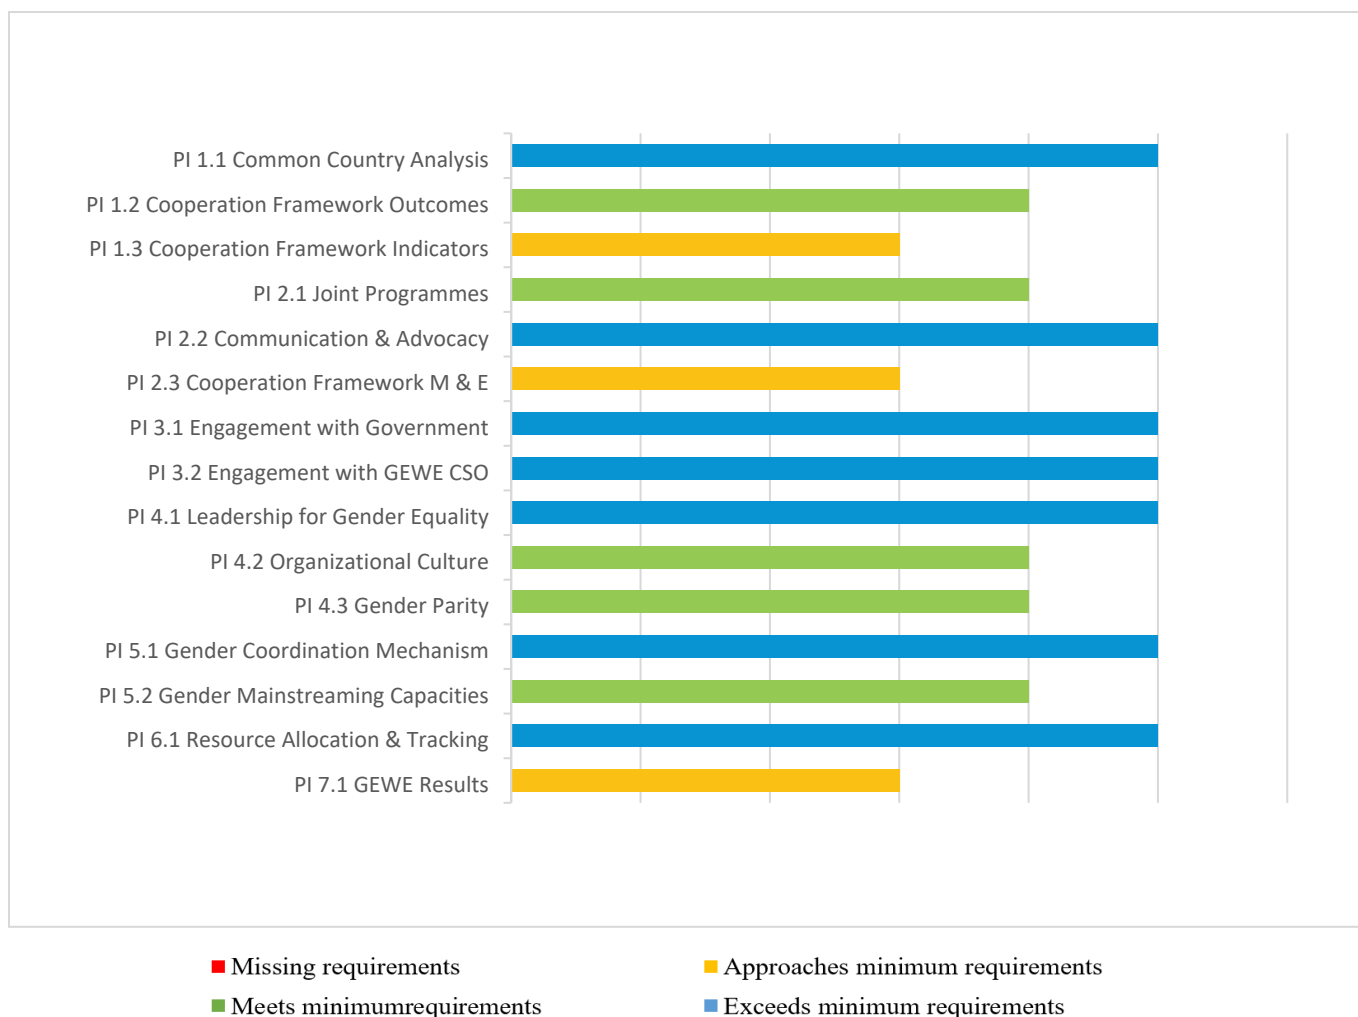 PI 1.1 Common Country Analysis
PI 1.2 Cooperation Framework Outcomes
PI 1.3 Cooperation Framework Indicators
PI 2.1 Joint Programmes
PI 2.2 Communication & Advocacy
PI 2.3 Cooperation Framework M & E
PI 3.1 Engagement with Government
PI 3.2 Engagement with GEWE CSO
PI 4.1 Leadership for Gender Equality
PI 4.2 Organizational Culture
PI 4.3 Gender Parity
PI 5.1 Gender Coordination Mechanism
PI 5.2 Gender Mainstreaming Capacities
PI 6.1 Resource Allocation & Tracking
PI 7.1 GEWE Results
Missing requirements
Approaches minimum requirements
Meets minimumrequirements
Exceeds minimum requirements